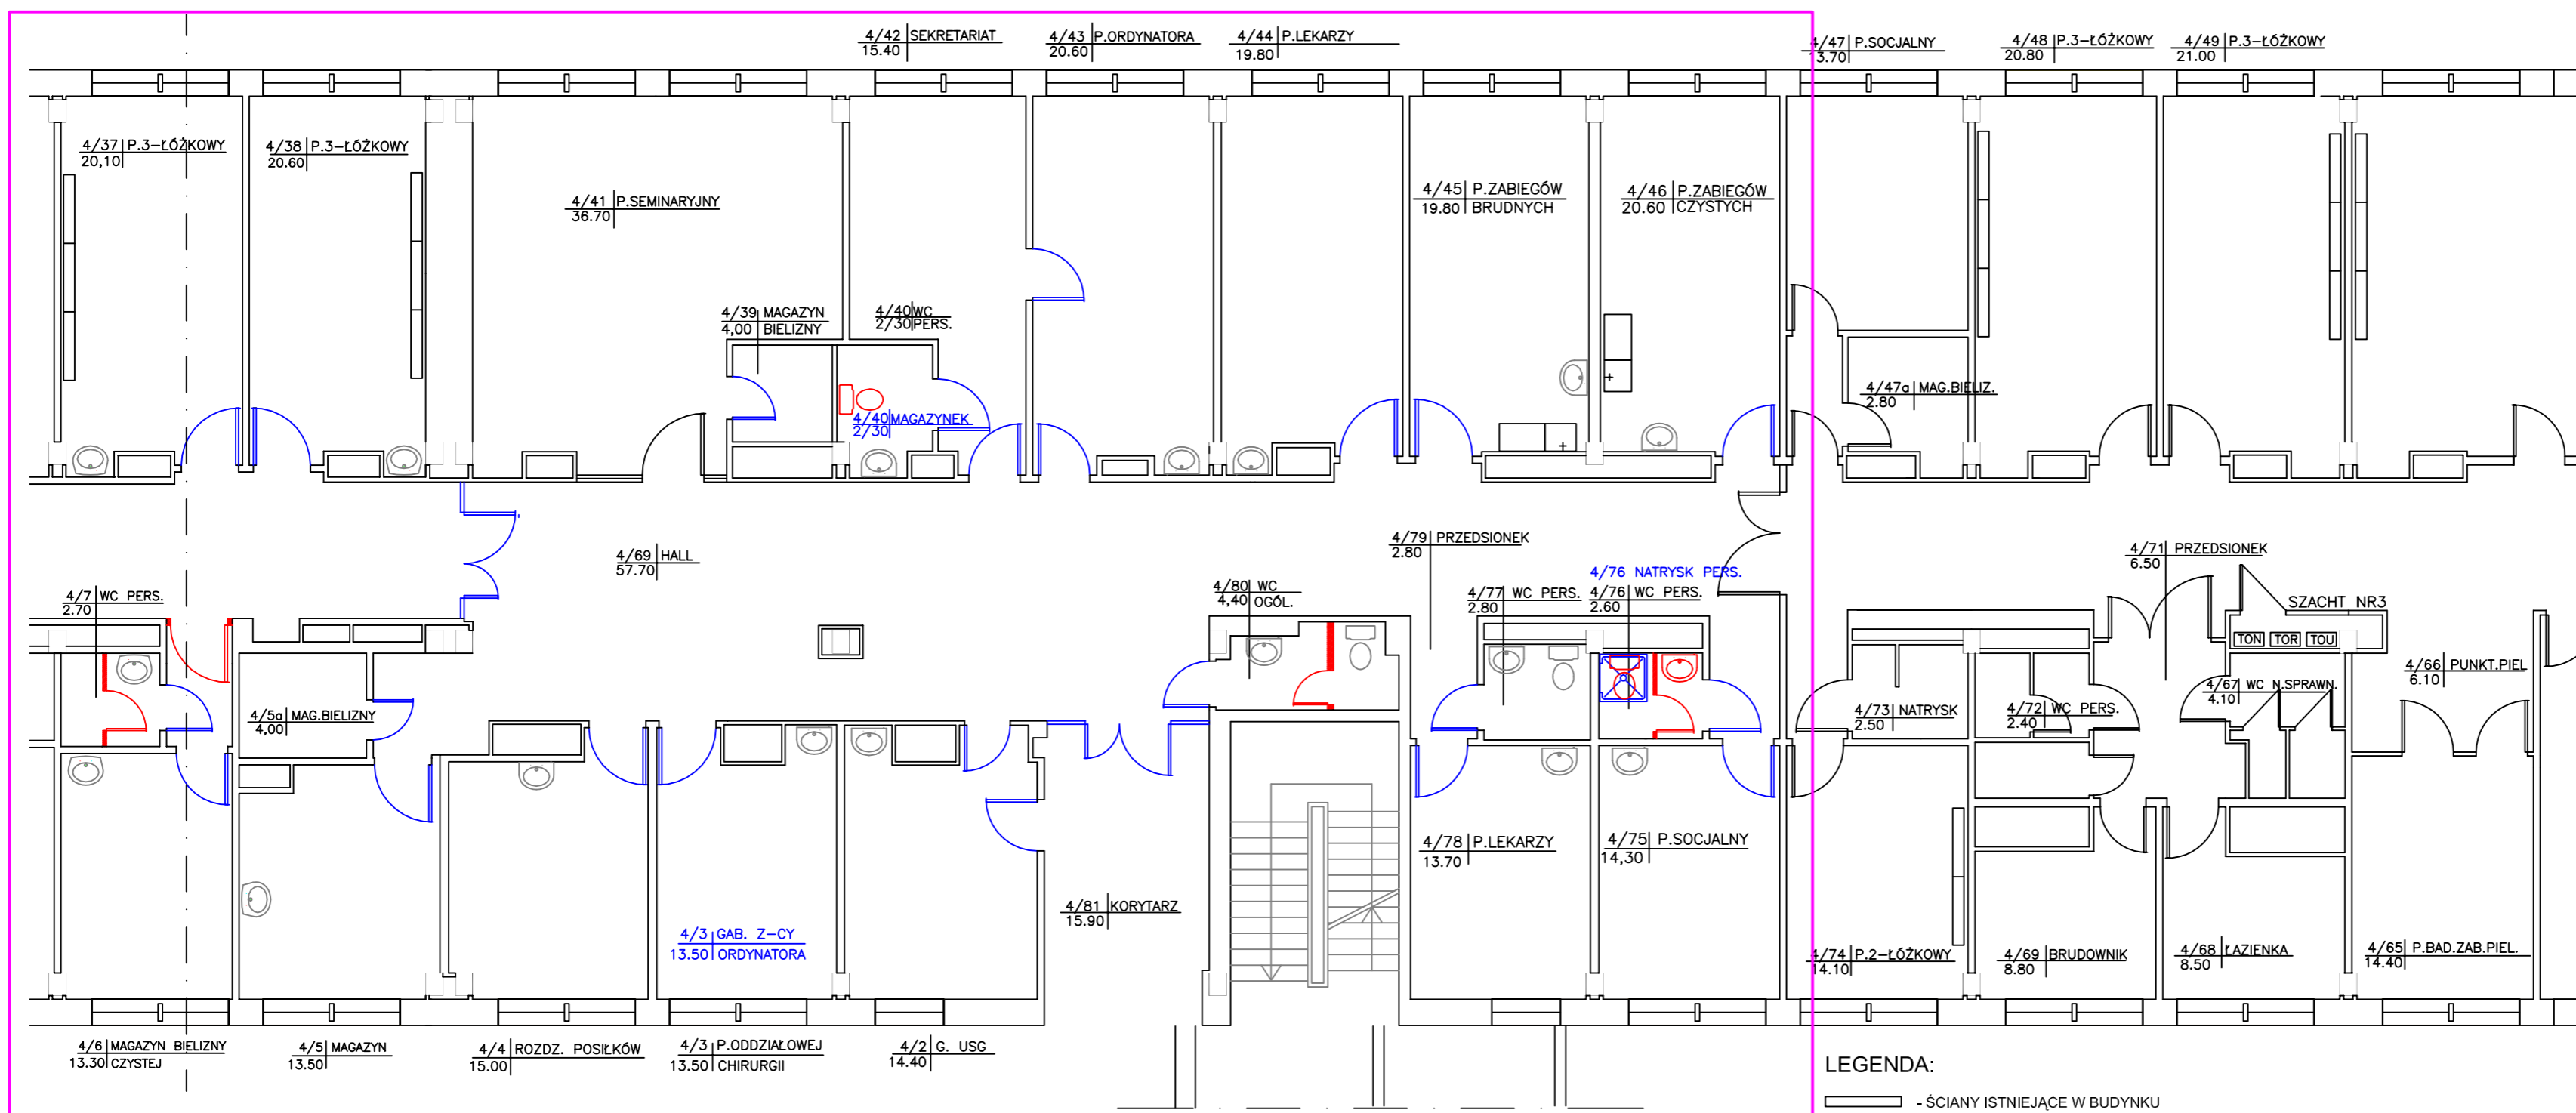 4/42 SEKRETARIAT
15.40
4/43 P.ORDYNATORA
20.60
4/44 P.LEKARZY
19.80
4/47 P.SOCJALNY
13.70
4/48 P.3-ŁÓŻKOWY
20.80
4/49 P.3-ŁÓŻKOWY
21.00
4/37 P.3-ŁÓŻKOWY
20,10
4/38 P.3-ŁÓŻKOWY
20.60
4/41 P.SEMINARYJNY
36.70
4/45 P.ZABIEGÓW
19.80 BRUDNYCH
4/46 P.ZABIEGÓW
20.60 CZYSTYCH
4/39 MAGAZYN
4,00 BIELIZNY
4/40 WC
2/30 PERS.
4/40 MAGAZYNEK
2/30
4/47a MAG.BIELIZ.
2.80
4/69 HALL
57.70
4/79 PRZEDSIONEK
2.80
4/71 PRZEDSIONEK
6.50
4/7 WC PERS.
2.70
4/80 WC
4,40 OGÓL.
4/77 WC PERS.
2.80
4/76 NATRYSK PERS.
4/76 WC PERS.
2.60
SZACHT NR3
TON TOR TOU
4/66 PUNKT.PIEL
6.10
4/67 WC N.SPRAWN.
4.10
4/5a MAG.BIELIZNY
4,00
4/73 NATRYSK
2.50
4/72 WC PERS.
2.40
4/78 P.LEKARZY
13.70
4/75 P.SOCJALNY
14,30
4/81 KORYTARZ
15.90
4/3 GAB. Z-CY
13.50 ORDYNATORA
4/74 P.2-ŁÓŻKOWY
14.10
4/69 BRUDOWNIK
8.80
4/68 ŁAZIENKA
8.50
4/65 P.BAD.ZAB.PIEL.
14.40
4/6 MAGAZYN BIELIZNY
13.30 CZYSTEJ
4/5 MAGAZYN
13.50
4/4 ROZDZ. POSIŁKÓW
15.00
4/3 P.ODDZIAŁOWEJ
13.50 CHIRURGII
4/2 G. USG
14.40
LEGENDA:
- ŚCIANY ISTNIEJĄCE W BUDYNKU